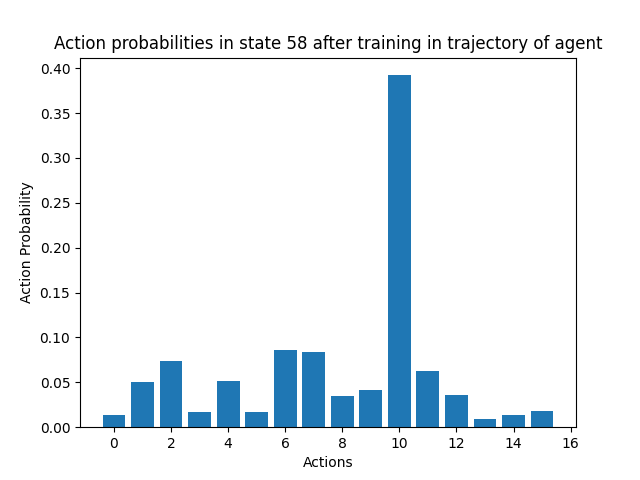 Action probabilities in state 58 after training in trajectory of agent
0.40
0.35
0.30
0.25
0.20
0.15
0.10
0.05
0.00
Action Probability
0 2 4 6 8 10 12 14 16
Actions